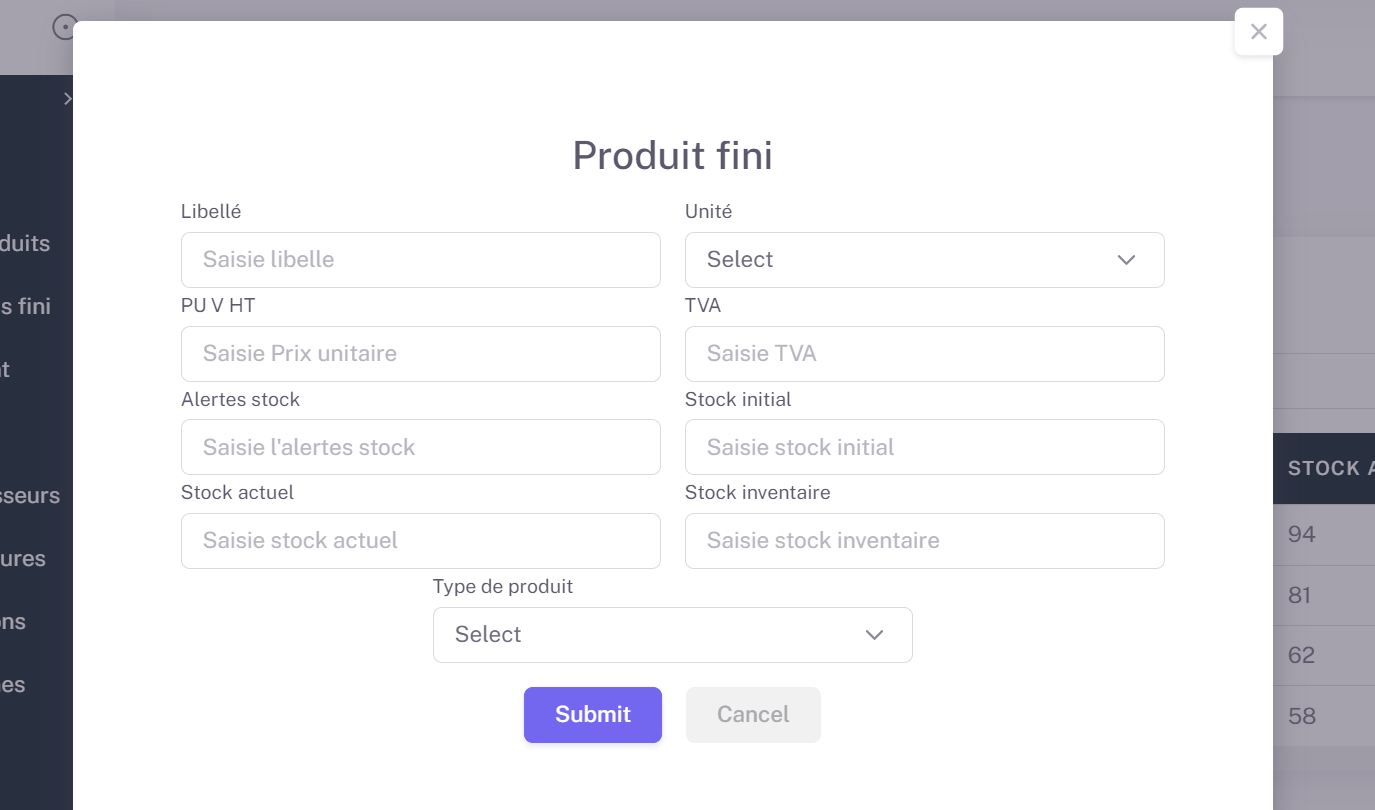 Produit fini
Libellé
Unité
Saisie libelle
Select
PU V HT
TVA
Saisie Prix unitaire
Saisie TVA
Alertes stock
Stock initial
Saisie l'alertes stock
Saisie stock initial
Stock actuel
Stock inventaire
Saisie stock actuel
Saisie stock inventaire
Type de produit
Select
Submit
Cancel
duits
s fini
t
sseurs
ures
ons
es
STOCK A
94
81
62
58